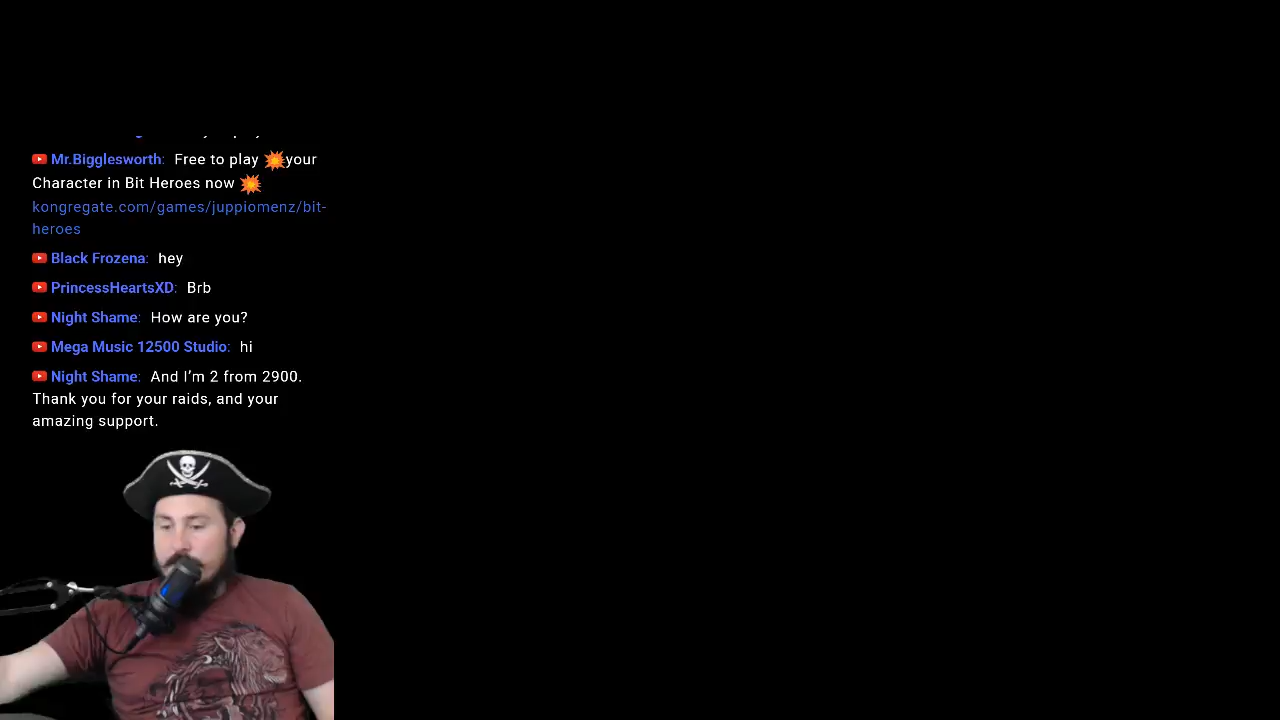 Mr.Bigglesworth: Free to play 💥your
Character in Bit Heroes now 💥
kongregate.com/games/juppiomenz/bit-
heroes
Black Frozena: hey
PrincessHeartsXD: Brb
Night Shame: How are you?
Mega Music 12500 Studio: hi
Night Shame: And I’m 2 from 2900.
Thank you for your raids, and your
amazing support.